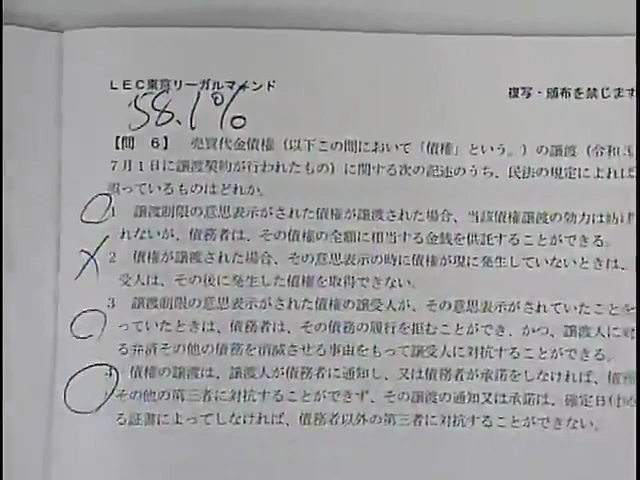 LEC東京リーガルマインド 複写・頒布を禁じます
58.1%
【問 6】 売買代金債権（以下この問において「債権」という。）の譲渡（令和
7月1日に譲渡契約が行われたもの）に関する次の記述のうち、民法の規定によれば
誤っているものはどれか。
1 譲渡制限の意思表示がされた債権が譲渡された場合、当該債権譲渡の効力は妨げ
れないが、債務者は、その債権の全額に相当する金銭を供託することができる。
2 債権が譲渡された場合、その意思表示の時に債権が現に発生していないときは、
受人は、その後に発生した債権を取得できない。
3 譲渡制限の意思表示がされた債権の譲受人が、その意思表示がされていたことを
っていたときは、債務者は、その債務の履行を拒むことができ、かつ、譲渡人に対
る弁済その他の債務を消滅させる事由をもって譲受人に対抗することができる。
4 債権の譲渡は、譲渡人が債務者に通知し、又は債務者が承諾をしなければ、債務
その他の第三者に対抗することができず、その譲渡の通知又は承諾は、確定日付の
る証書によってしなければ、債務者以外の第三者に対抗することができない。